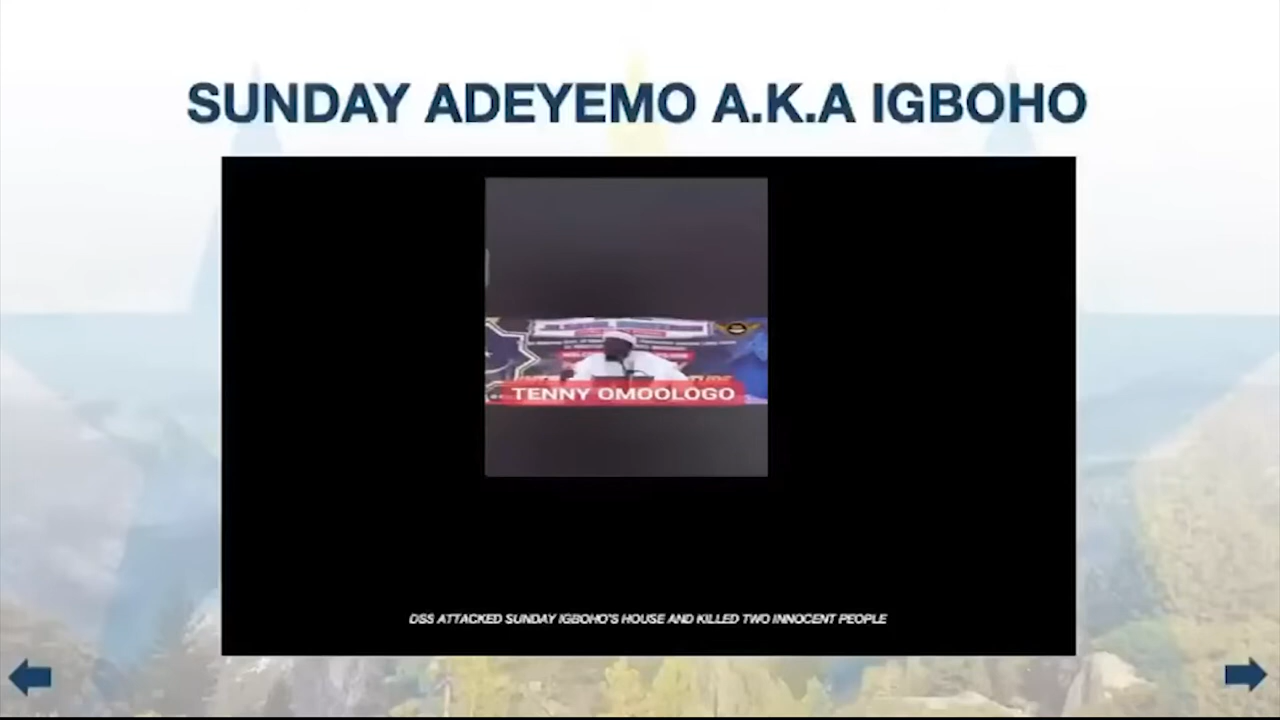 SUNDAY ADEYEMO A.K.A IGBOHO
TENNY OMOOLOGO
DSS ATTACKED SUNDAY IGBOHO'S HOUSE AND KILLED TWO INNOCENT PEOPLE